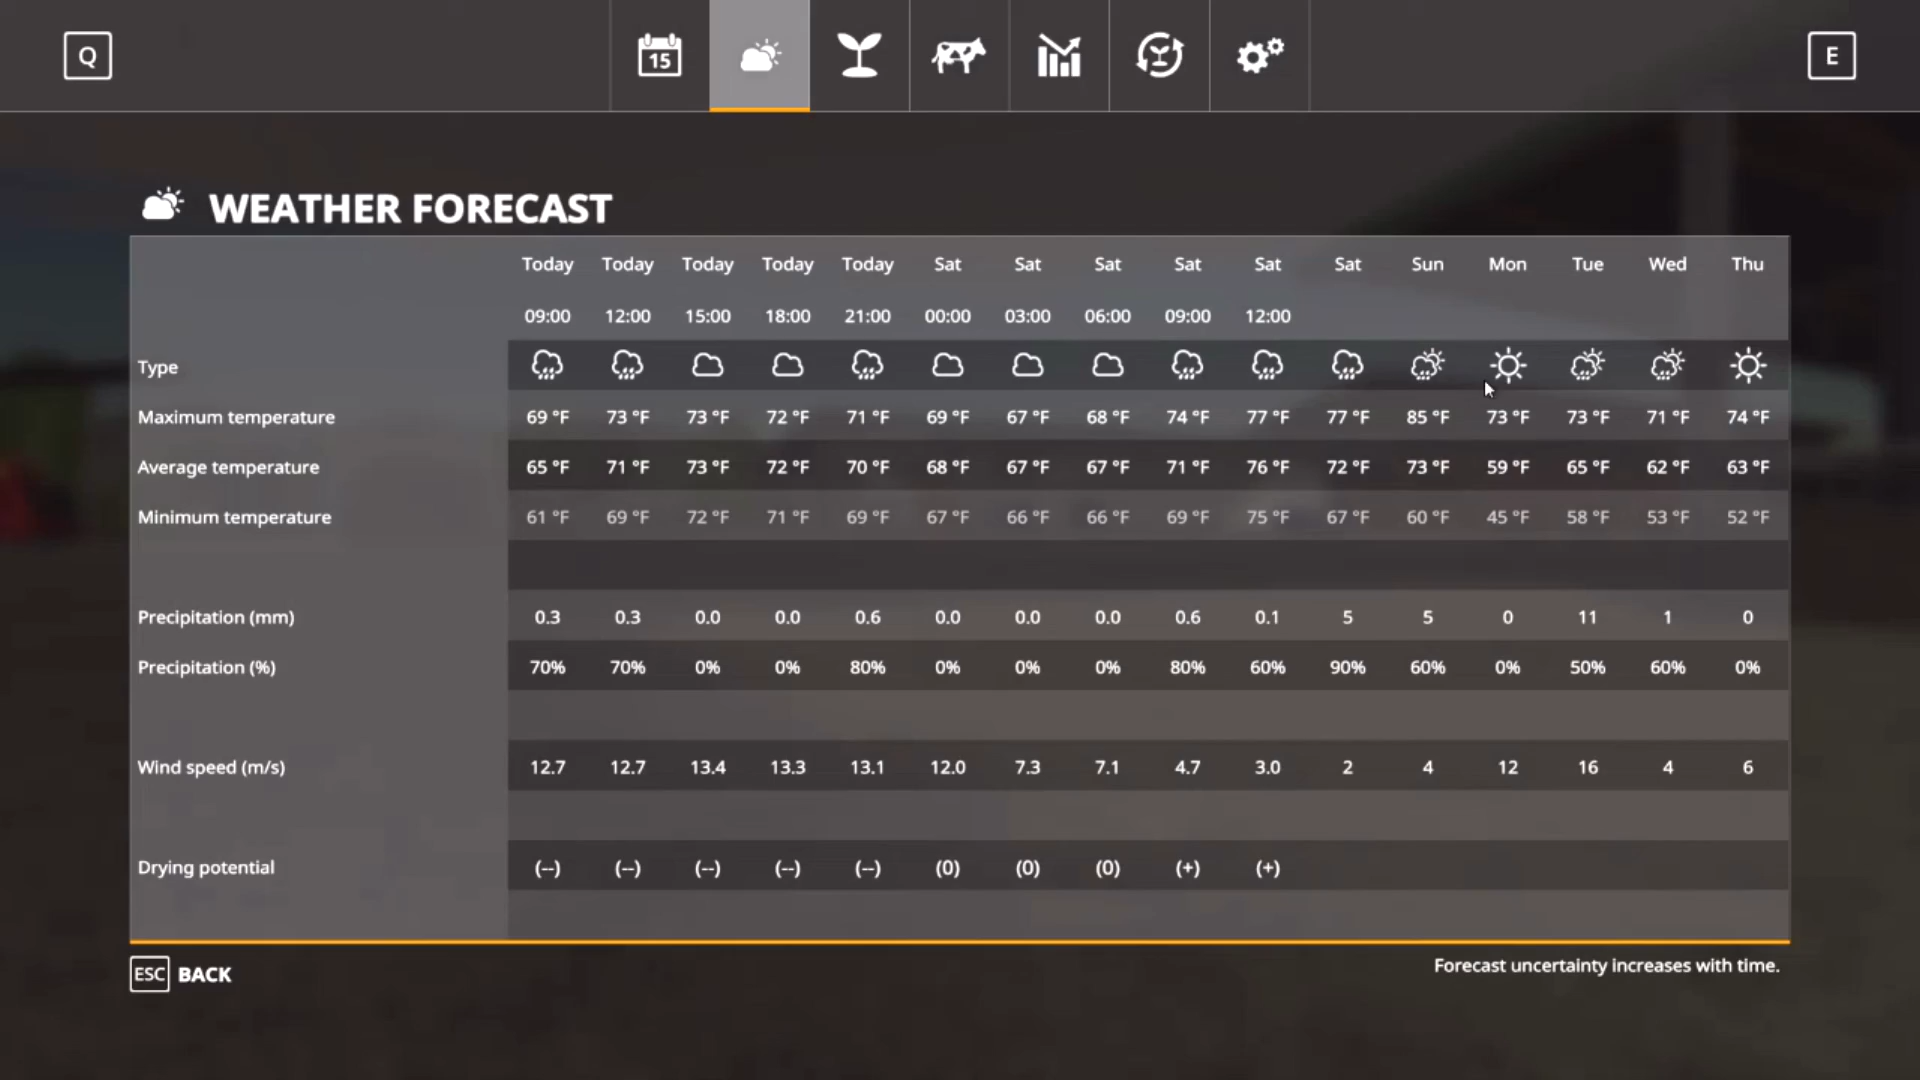 Q
15
E
WEATHER FORECAST
Today Today Today Today Today Sat Sat Sat Sat Sat Sat Sun Mon Tue Wed Thu
09:00 12:00 15:00 18:00 21:00 00:00 03:00 06:00 09:00 12:00
Type
Maximum temperature 69 °F 73 °F 73 °F 72 °F 71 °F 69 °F 67 °F 68 °F 74 °F 77 °F 77 °F 85 °F 73 °F 73 °F 71 °F 74 °F
Average temperature 65 °F 71 °F 73 °F 72 °F 70 °F 68 °F 67 °F 67 °F 71 °F 76 °F 72 °F 73 °F 59 °F 65 °F 62 °F 63 °F
Minimum temperature 61 °F 69 °F 72 °F 71 °F 69 °F 67 °F 66 °F 66 °F 69 °F 75 °F 67 °F 60 °F 45 °F 58 °F 53 °F 52 °F
Precipitation (mm) 0.3 0.3 0.0 0.0 0.6 0.0 0.0 0.0 0.6 0.1 5 5 0 11 1 0
Precipitation (%) 70% 70% 0% 0% 80% 0% 0% 0% 80% 60% 90% 60% 0% 50% 60% 0%
Wind speed (m/s) 12.7 12.7 13.4 13.3 13.1 12.0 7.3 7.1 4.7 3.0 2 4 12 16 4 6
Drying potential (--) (--) (--) (--) (--) (0) (0) (0) (+) (+)
ESC BACK
Forecast uncertainty increases with time.